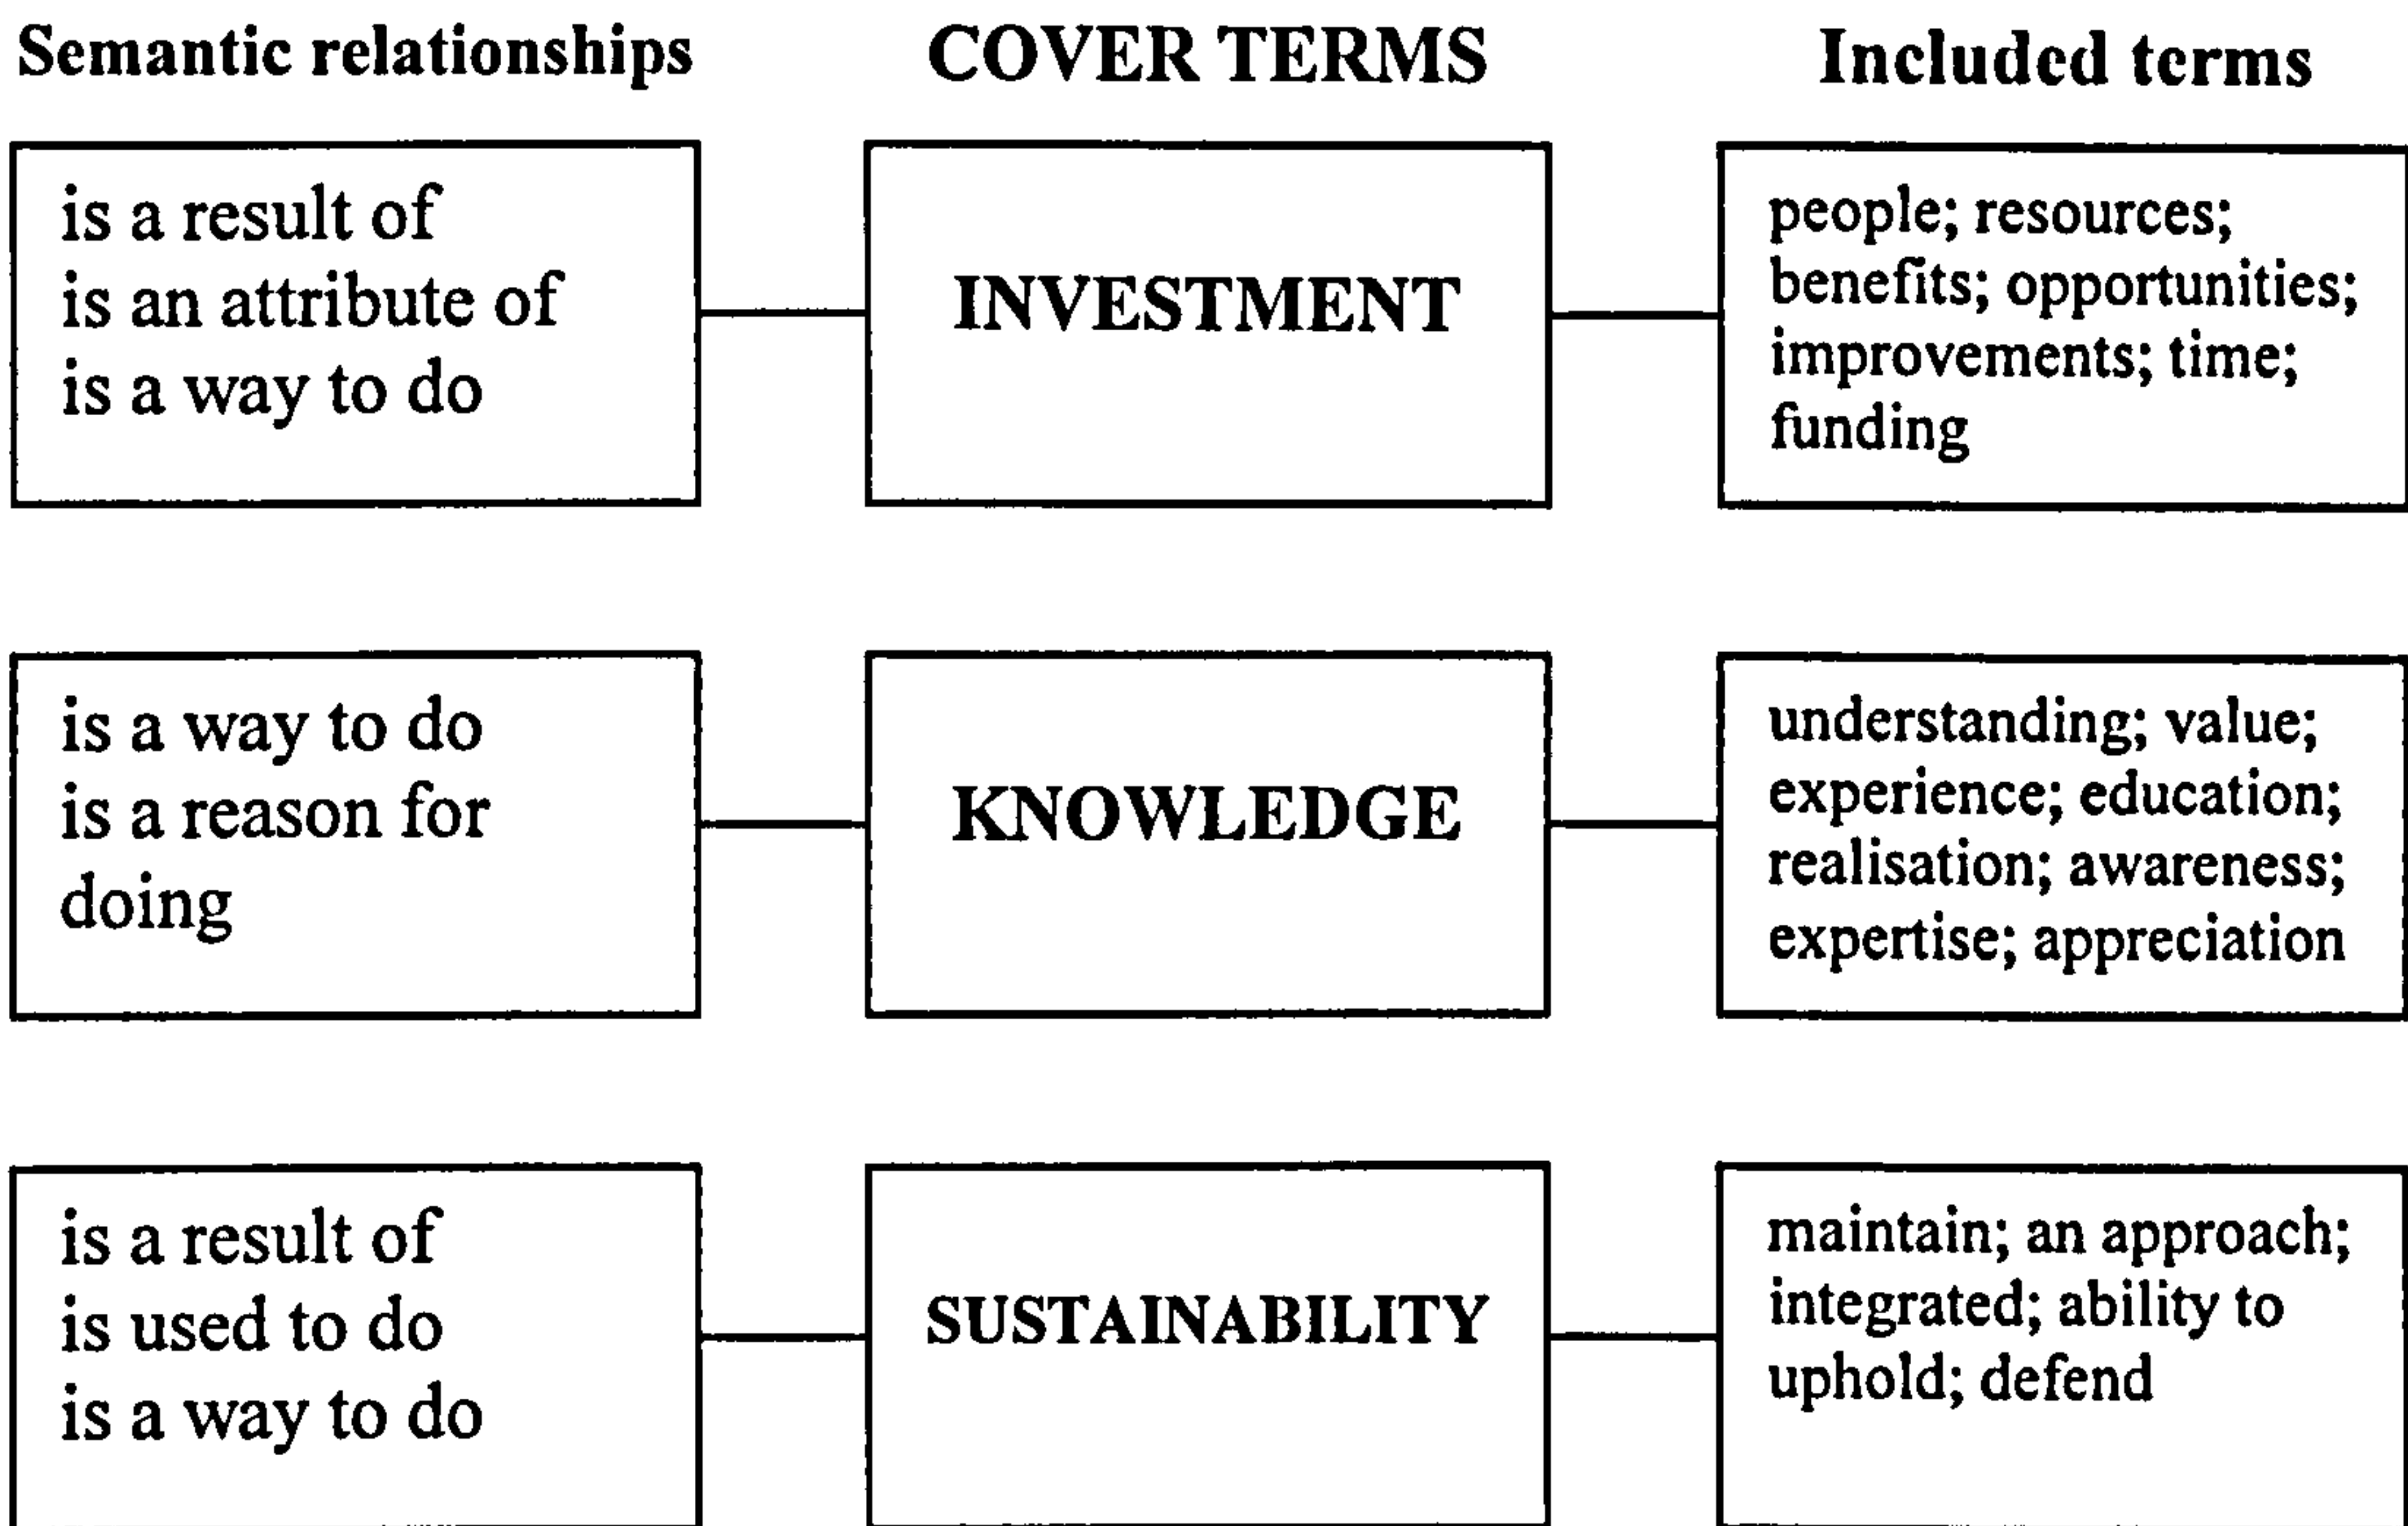 Semantic relationships
COVER TERMS
Included terms
is a result of
is an attribute of
is a way to do
INVESTMENT
people; resources;
benefits; opportunities;
improvements; time;
funding
is a way to do
is a reason for
doing
KNOWLEDGE
understanding; value;
experience; education;
realisation; awareness;
expertise; appreciation
is a result of
is used to do
is a way to do
SUSTAINABILITY
maintain; an approach;
integrated; ability to
uphold; defend